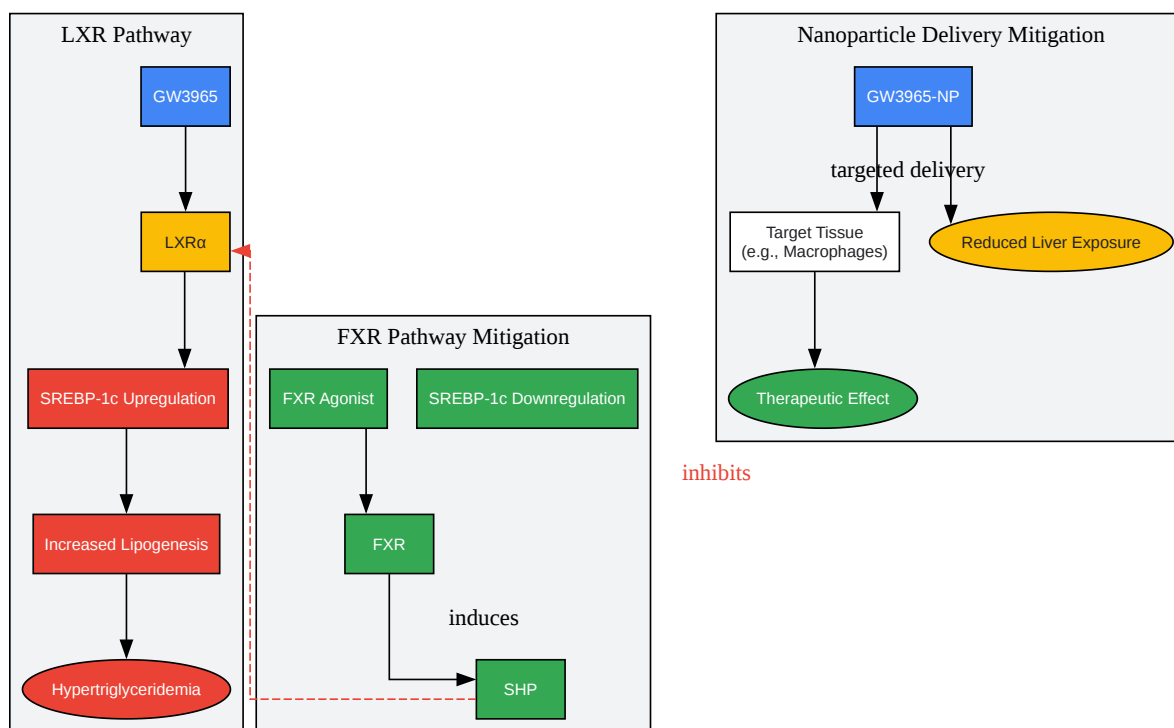 LXR Pathway
GW3965
LXRα
SREBP-1c Upregulation
Increased Lipogenesis
Hypertriglyceridemia
FXR Pathway Mitigation
FXR Agonist
SREBP-1c Downregulation
FXR
induces
SHP
inhibits
Nanoparticle Delivery Mitigation
GW3965-NP
targeted delivery
Target Tissue
(e.g., Macrophages)
Reduced Liver Exposure
Therapeutic Effect